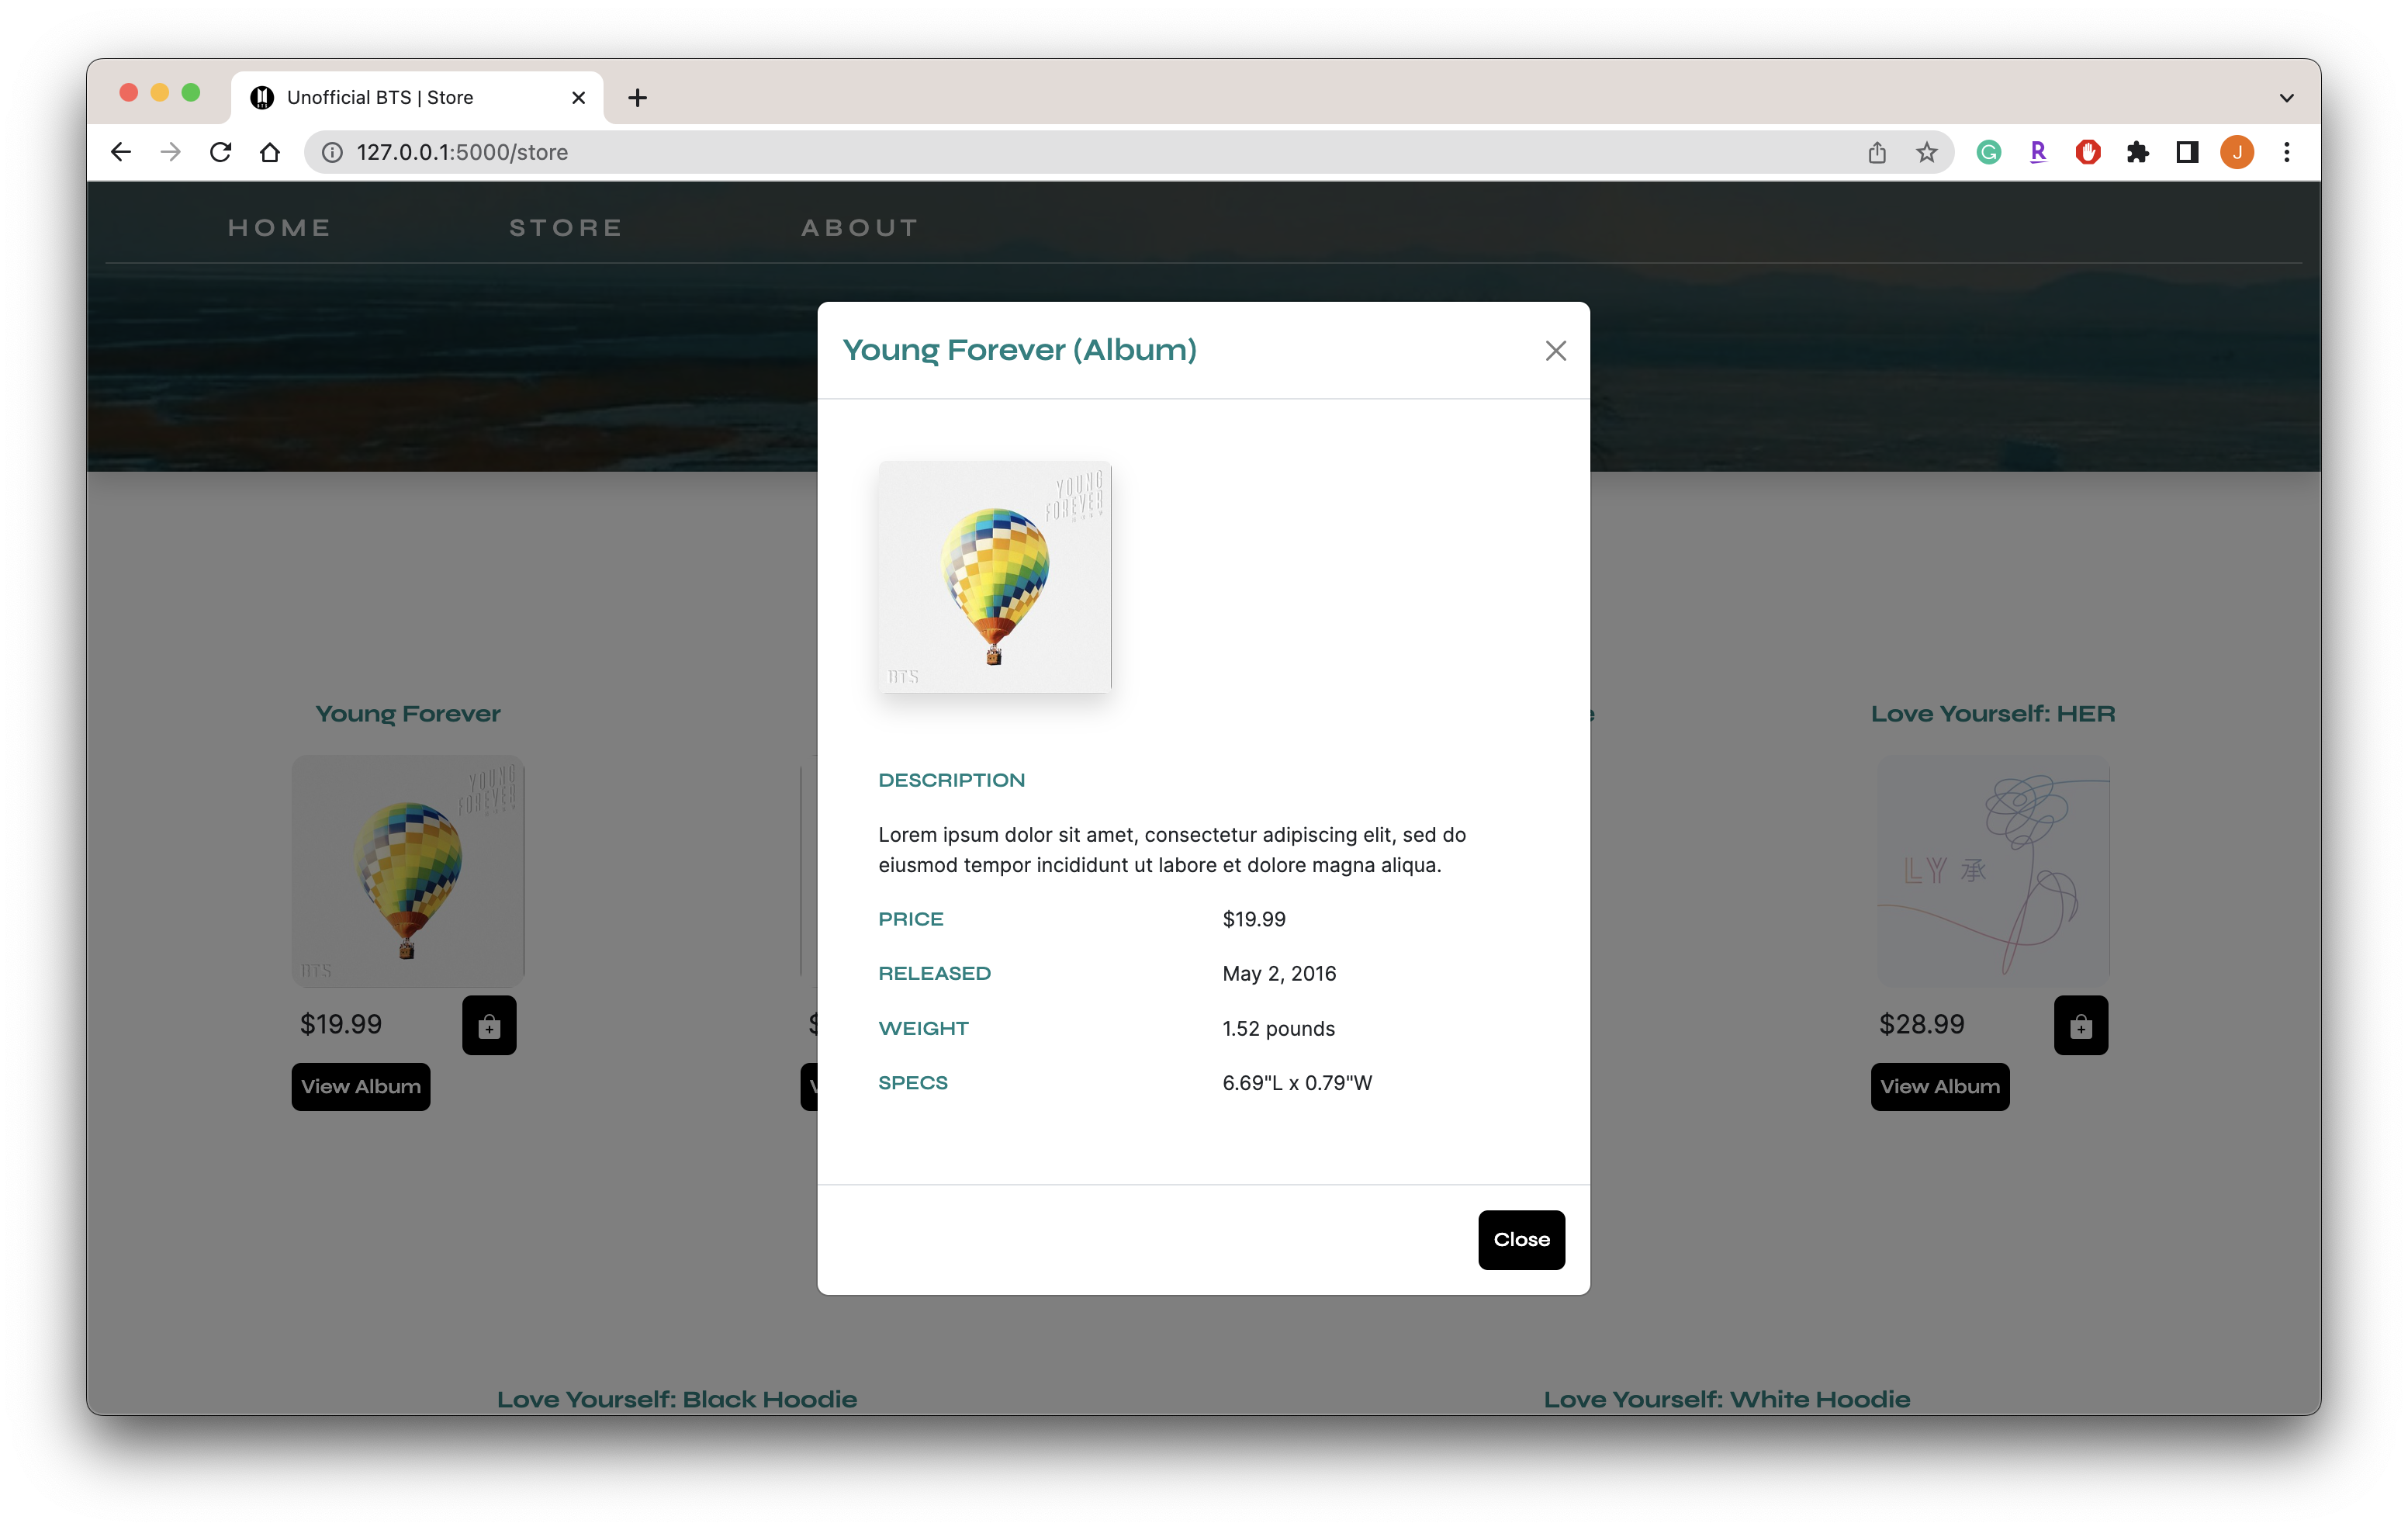 Unofficial BTS | Store
127.0.0.1:5000/store
J
HOME STORE ABOUT
Young Forever (Album)
YOUNG
FOREVER
BTS
DESCRIPTION
Lorem ipsum dolor sit amet, consectetur adipiscing elit, sed do
eiusmod tempor incididunt ut labore et dolore magna aliqua.
PRICE $19.99
RELEASED May 2, 2016
WEIGHT 1.52 pounds
SPECS 6.69"L x 0.79"W
Close
Young Forever
YOUNG
FOREVER
BTS
$19.99
View Album
Love Yourself: HER
LY 承
$28.99
View Album
Love Yourself: Black Hoodie
Love Yourself: White Hoodie